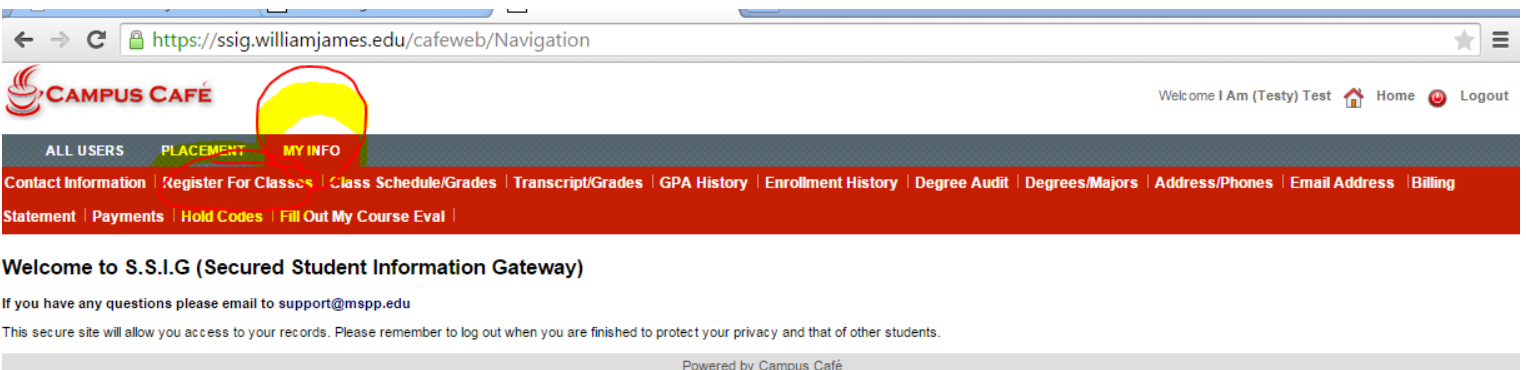 https://ssig.williamjames.edu/cafeweb/Navigation
CAMPUS CAFÉ
Welcome I Am (Testy) Test Home Logout
ALL USERS PLACEMENT MY INFO
Contact Information | Register For Classes | Class Schedule/Grades | Transcript/Grades | GPA History | Enrollment History | Degree Audit | Degrees/Majors | Address/Phones | Email Address | Billing
Statement | Payments | Hold Codes | Fill Out My Course Eval |
Welcome to S.S.I.G (Secured Student Information Gateway)
If you have any questions please email to support@mspp.edu
This secure site will allow you access to your records. Please remember to log out when you are finished to protect your privacy and that of other students.
Powered by Campus Café